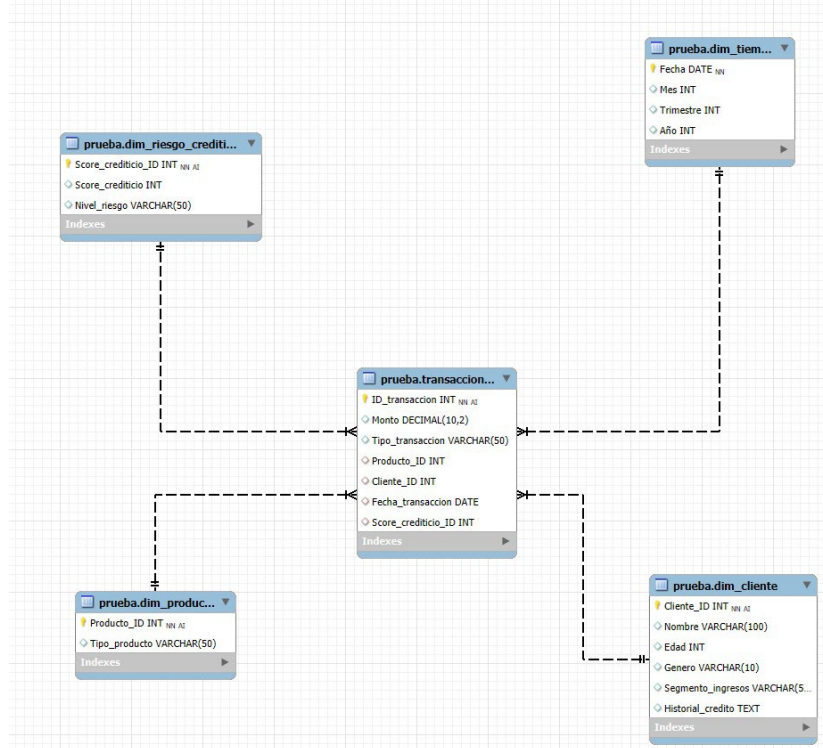 prueba.dim_tiem...
Fecha DATE NN
Mes INT
Trimestre INT
Año INT
Indexes
prueba.dim_riesgo_crediti...
Score_crediticio_ID INT NN AI
Score_crediticio INT
Nivel_riesgo VARCHAR(50)
Indexes
prueba.transaccion...
ID_transaccion INT NN AI
Monto DECIMAL(10,2)
Tipo_transaccion VARCHAR(50)
Producto_ID INT
Cliente_ID INT
Fecha_transaccion DATE
Score_crediticio_ID INT
Indexes
prueba.dim_produc...
Producto_ID INT NN AI
Tipo_producto VARCHAR(50)
Indexes
prueba.dim_cliente
Cliente_ID INT NN AI
Nombre VARCHAR(100)
Edad INT
Genero VARCHAR(10)
Segmento_ingresos VARCHAR(5...
Historial_credito TEXT
Indexes